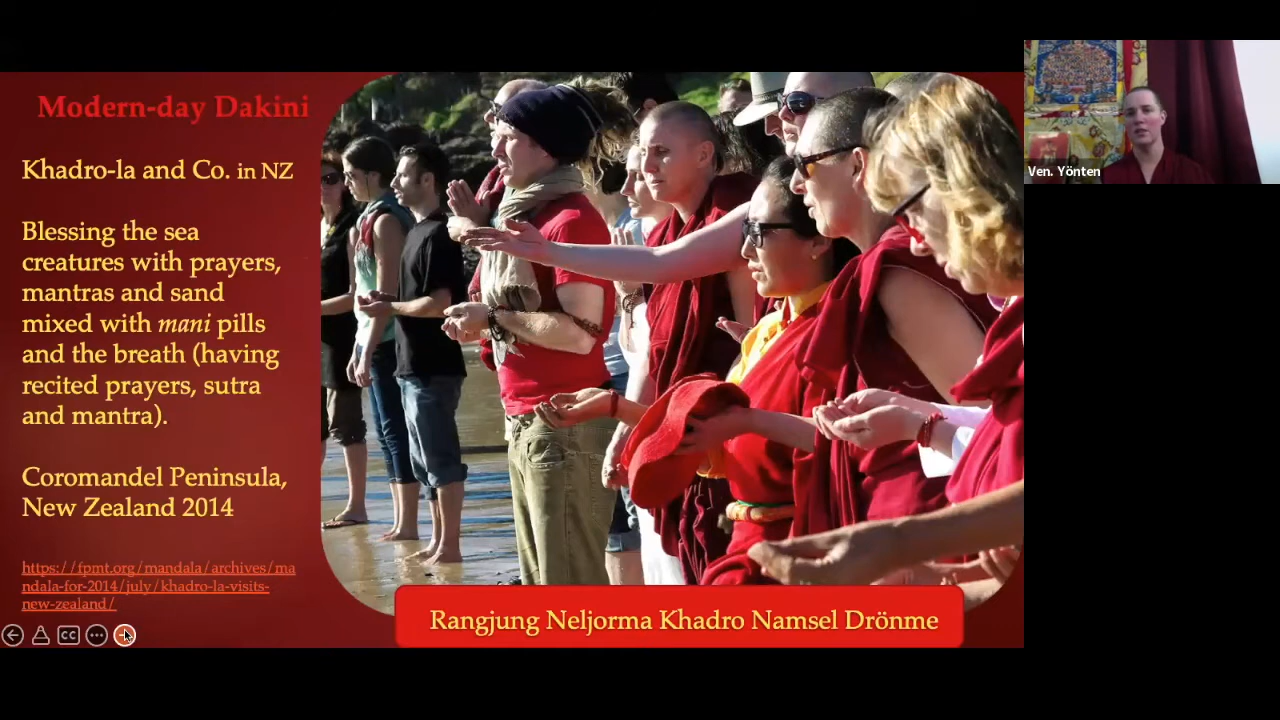 Modern-day Dakini
Khadro-la and Co. in NZ
Blessing the sea
creatures with prayers,
mantras and sand
mixed with mani pills
and the breath (having
recited prayers, sutra
and mantra).
Coromandel Peninsula,
New Zealand 2014
https://fpmt.org/mandala/archives/ma
ndala-for-2014/july/khadro-la-visits-
new-zealand/
CC
Rangjung Neljorma Khadro Namsel Drönme
Ven. Yönten